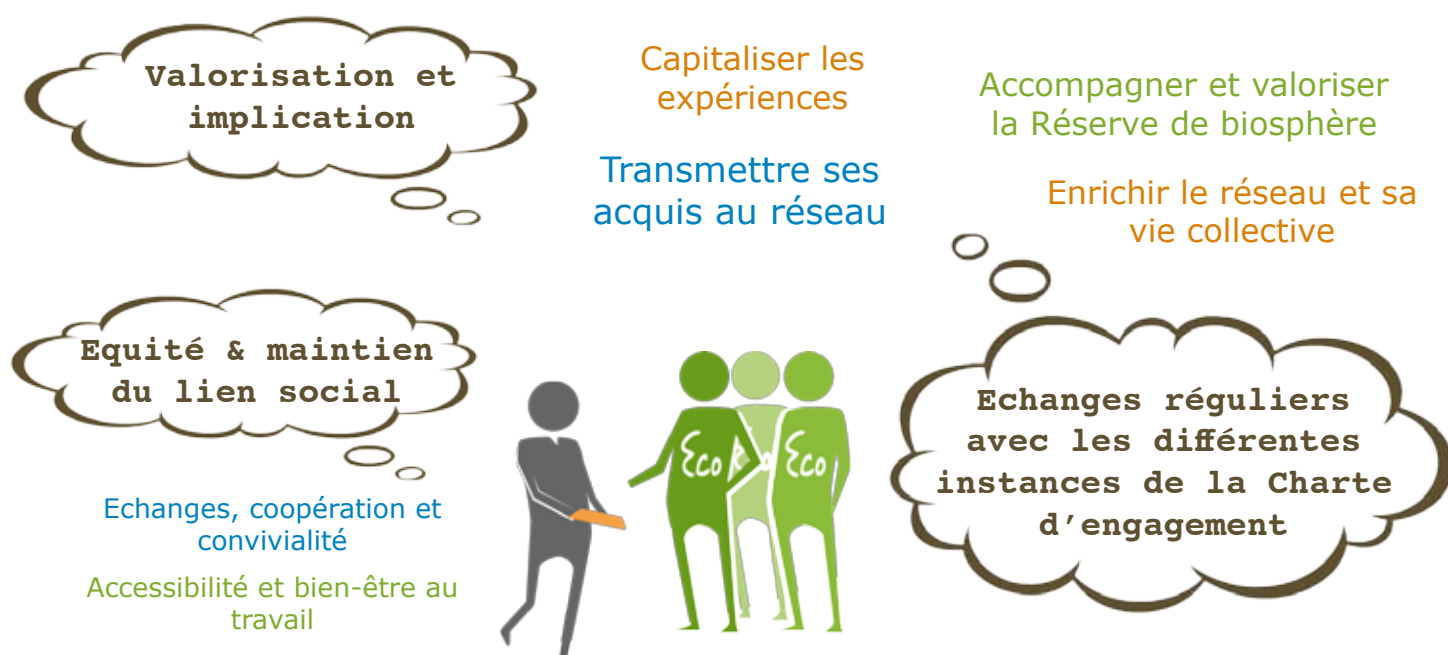 Valorisation et
implication
Capitaliser les
expériences
Transmettre ses
acquis au réseau
Accompagner et valoriser
la Réserve de biosphère
Enrichir le réseau et sa
vie collective
Equité & maintien
du lien social
Echanges, coopération et
convivialité
Accessibilité et bien-être au
travail
Eco
Eco
Echanges réguliers
avec les différentes
instances de la Charte
d’engagement